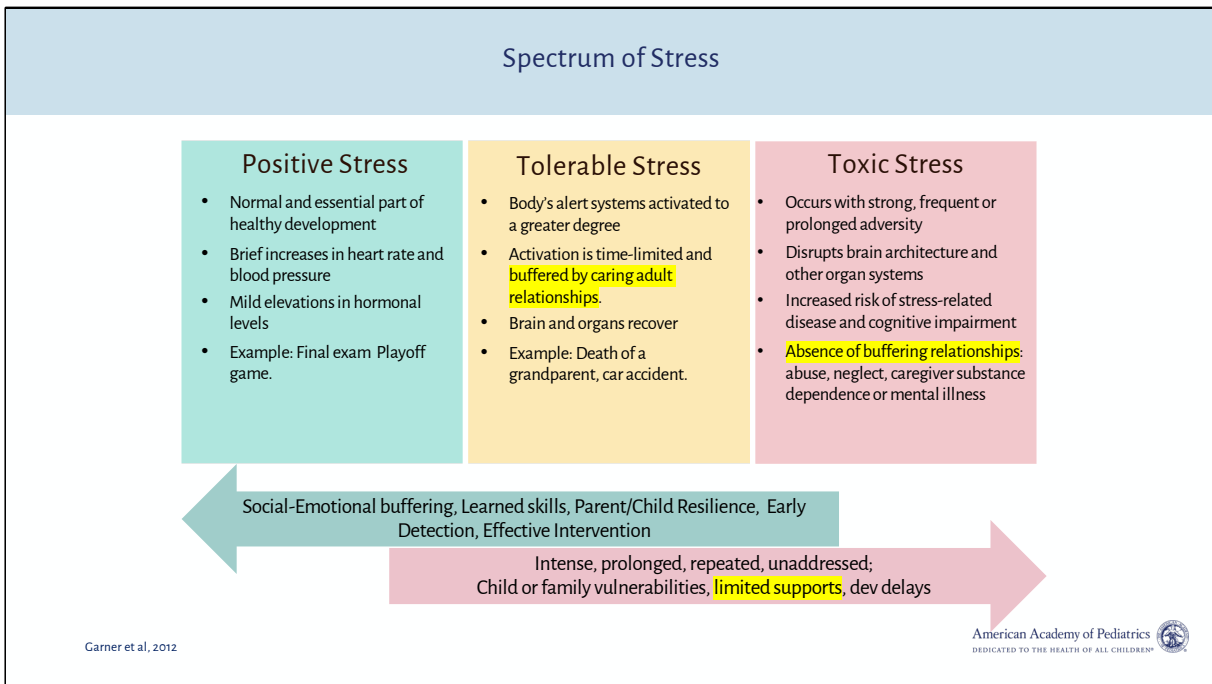 Spectrum of Stress
Positive Stress
• Normal and essential part of
healthy development
• Brief increases in heart rate and
blood pressure
• Mild elevations in hormonal
levels
• Example: Final exam Playoff
game.
Tolerable Stress
• Body's alert systems activated to
a greater degree
• Activation is time-limited and
buffered by caring adult
relationships.
• Brain and organs recover
• Example: Death of a
grandparent, car accident.
Toxic Stress
• Occurs with strong, frequent or
prolonged adversity
• Disrupts brain architecture and
other organ systems
• Increased risk of stress-related
disease and cognitive impairment
• Absence of buffering relationships:
abuse, neglect, caregiver substance
dependence or mental illness
Social-Emotional buffering, Learned skills, Parent/Child Resilience, Early
Detection, Effective Intervention
Intense, prolonged, repeated, unaddressed;
Child or family vulnerabilities, limited supports, dev delays
Garner et al, 2012
American Academy of Pediatrics
DEDICATED TO THE HEALTH OF ALL CHILDREN®